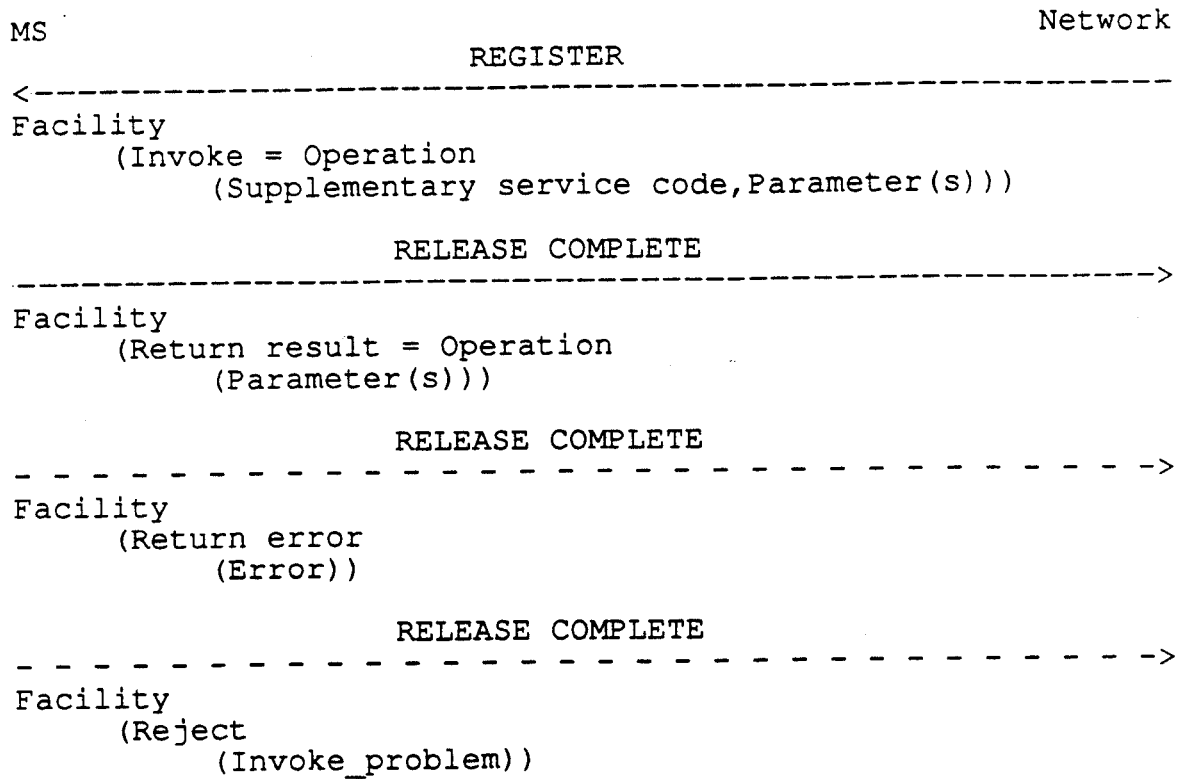 MS Network
REGISTER
<----------------------------------------------------------
Facility
(Invoke = Operation
(Supplementary service code,Parameter(s)))
RELEASE COMPLETE
---------------------------------------------------------->
Facility
(Return result = Operation
(Parameter(s)))
RELEASE COMPLETE
- - - - - - - - - - - - - - - - - - - - - - - - - - - - - ->
Facility
(Return error
(Error))
RELEASE COMPLETE
- - - - - - - - - - - - - - - - - - - - - - - - - - - - - ->
Facility
(Reject
(Invoke_problem))